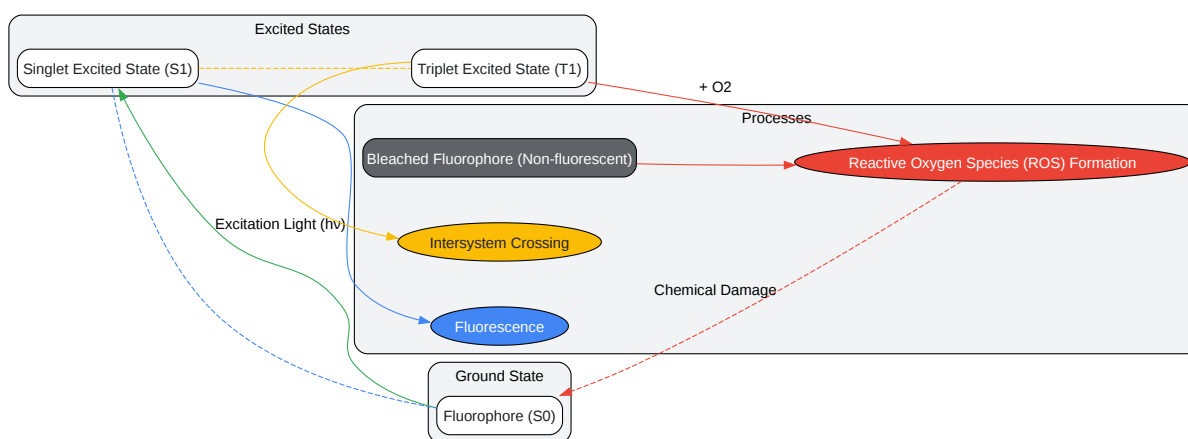 Excited States
Singlet Excited State (S1)
Triplet Excited State (T1)
+ O2
Processes
Bleached Fluorophore (Non-fluorescent)
Reactive Oxygen Species (ROS) Formation
Excitation Light (hν)
Intersystem Crossing
Chemical Damage
Fluorescence
Ground State
Fluorophore (S0)